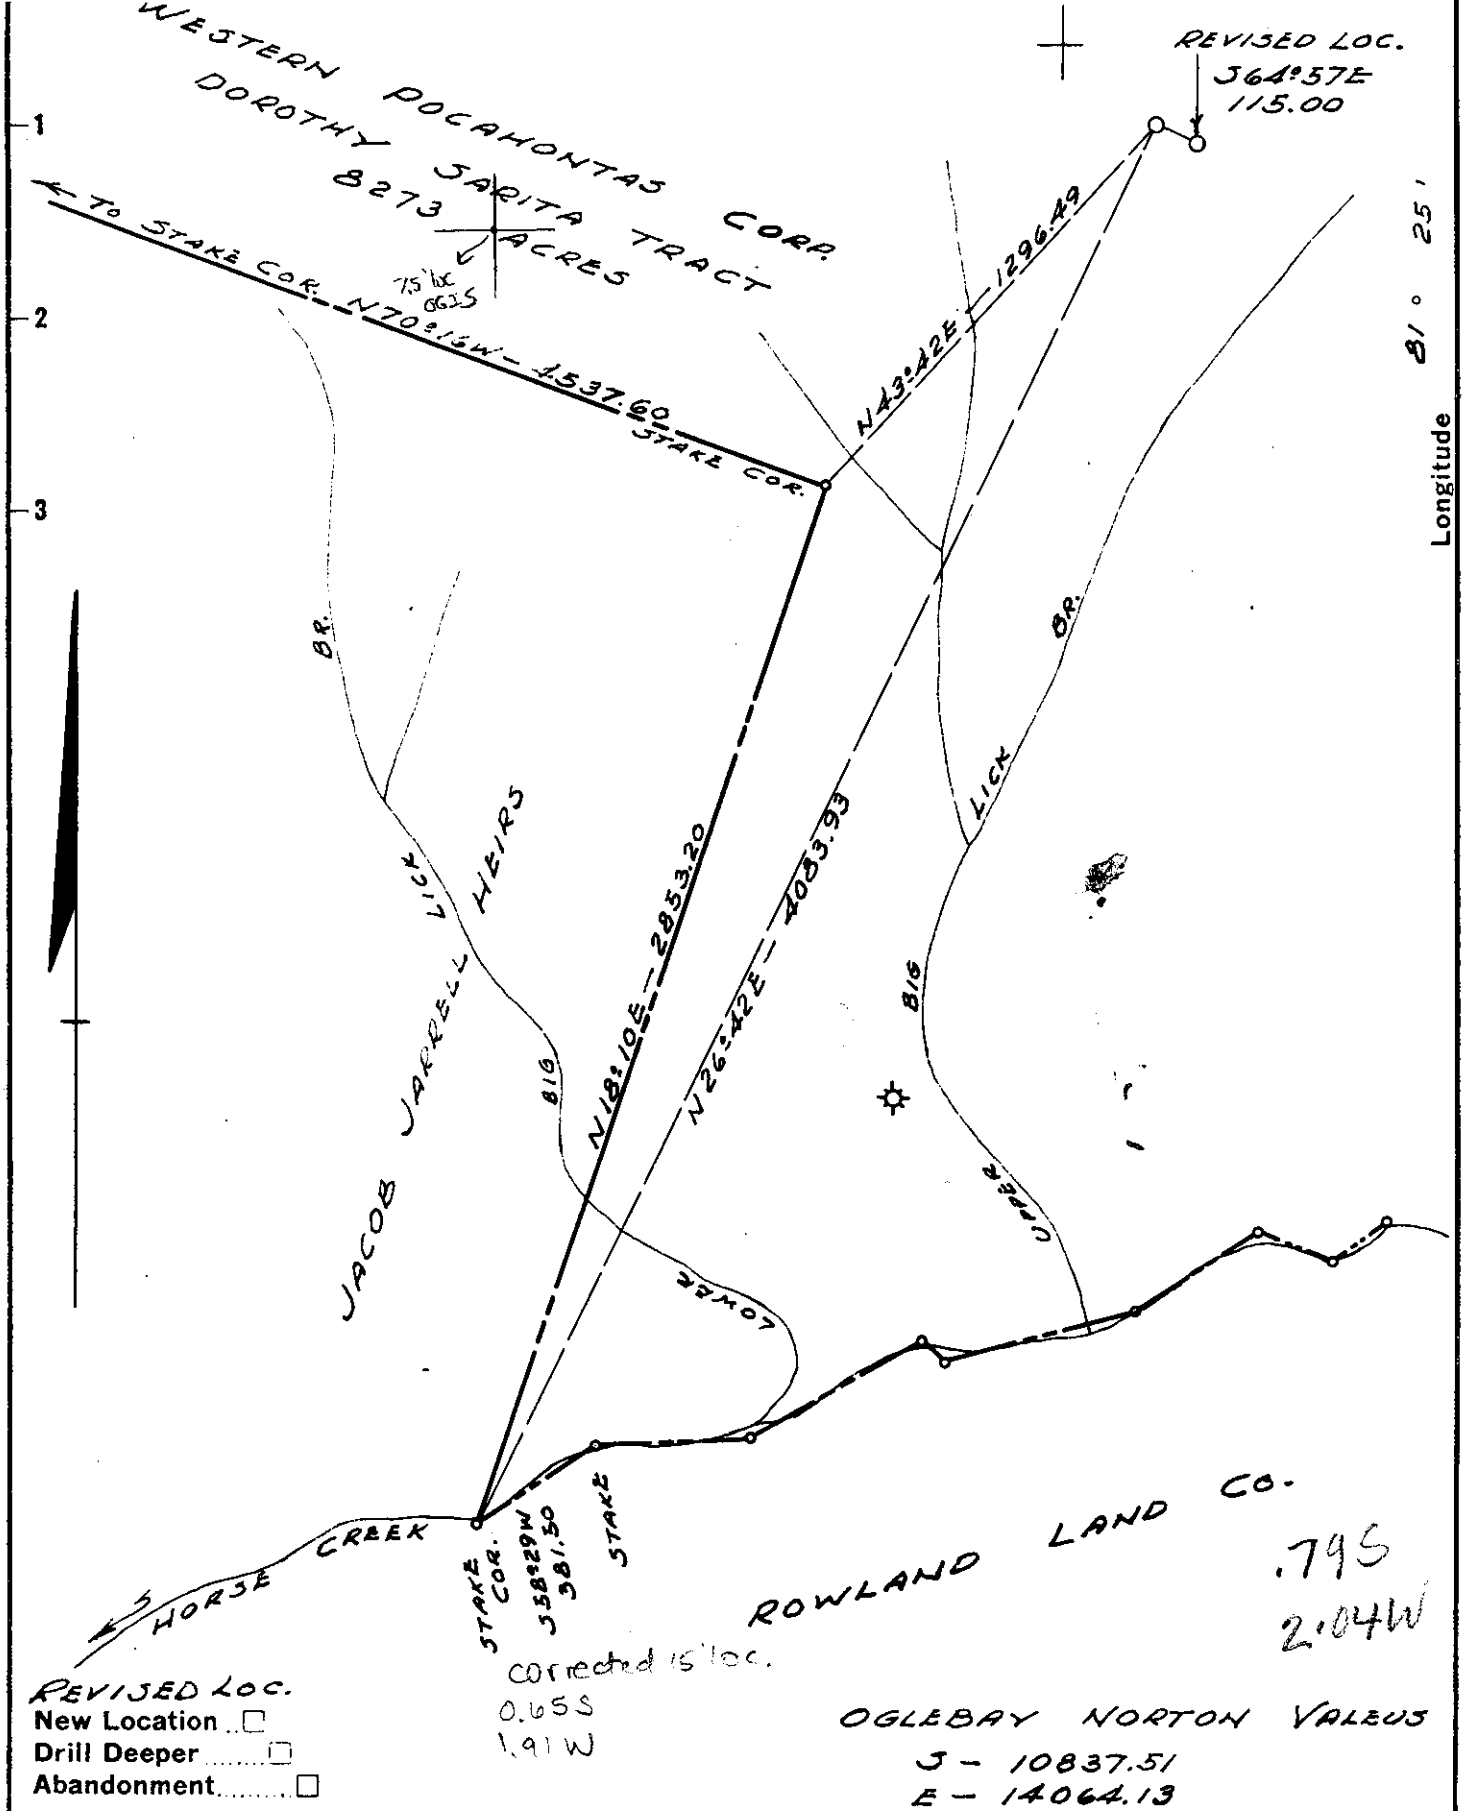 WESTERN POCAHONTAS CORP.
DOROTHY SARITA TRACT
8273 ACRES
REVISED LOC.
S64°57E
115.00
1
2
3
7.5' loc
OGIS
← TO STAKE COR. N70°16W - 1537.60
STAKE COR.
N43°42E - 1296.49
81° 25'
Longitude
BR.
LICK
BIG
LOWER
BR.
LICK
BIG
UPPER
JACOB JARRELL HEIRS
N18°10E - 2853.20
N26°42E - 4083.93
HORSE CREEK
STAKE
COR.
S58°29W
381.50
STAKE
ROWLAND LAND CO.
.79S
2.04W
corrected 15' loc.
0.65S
1.91W
REVISED LOC.
New Location ..
Drill Deeper ......
Abandonment ........
OGLEBAY NORTON VALEUS
S - 10837.51
E - 14064.13